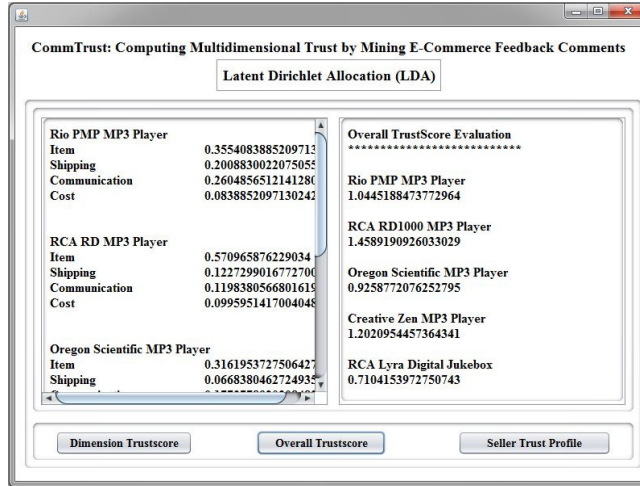 CommTrust: Computing Multidimensional Trust by Mining E-Commerce Feedback Comments
Latent Dirichlet Allocation (LDA)
Rio PMP MP3 Player
Item 0.3554083885209713
Shipping 0.2008830022075055
Communication 0.2604856512141280
Cost 0.0838852097130242
RCA RD MP3 Player
Item 0.570965876229034
Shipping 0.1227299016772700
Communication 0.1198380566801619
Cost 0.0995951417004048
Oregon Scientific MP3 Player
Item 0.3161953727506427
Shipping 0.0668380462724935
Overall TrustScore Evaluation
***************************
Rio PMP MP3 Player
1.0445188473772964
RCA RD1000 MP3 Player
1.4589190926033029
Oregon Scientific MP3 Player
0.9258772076252795
Creative Zen MP3 Player
1.2020954457364341
RCA Lyra Digital Jukebox
0.7104153972750743
Dimension Trustscore
Overall Trustscore
Seller Trust Profile